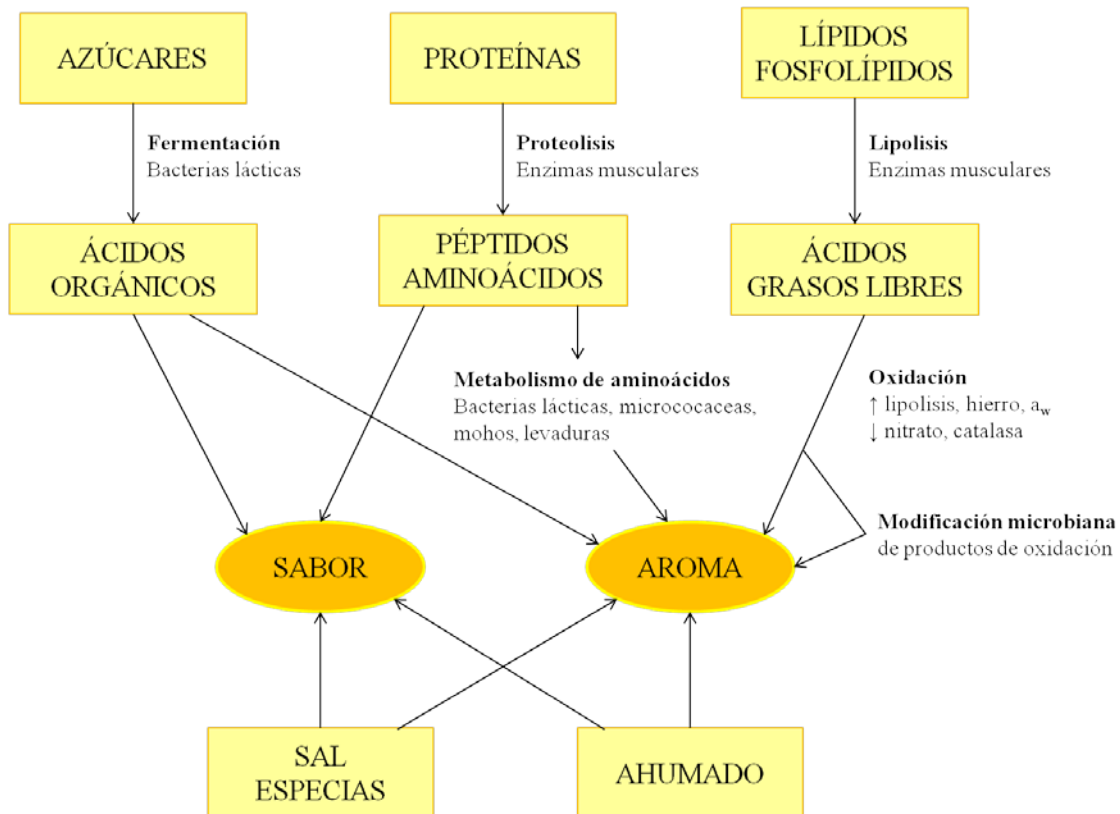 AZÚCARES
PROTEÍNAS
LÍPIDOS
FOSFOLÍPIDOS
Fermentación
Bacterias lácticas
Proteolisis
Enzimas musculares
Lipolisis
Enzimas musculares
ÁCIDOS
ORGÁNICOS
PÉPTIDOS
AMINOÁCIDOS
ÁCIDOS
GRASOS LIBRES
Metabolismo de aminoácidos
Bacterias lácticas, micrococaceas,
mohos, levaduras
Oxidación
↑ lipolisis, hierro, aw
↓ nitrato, catalasa
Modificación microbiana
de productos de oxidación
SABOR
AROMA
SAL
ESPECIAS
AHUMADO